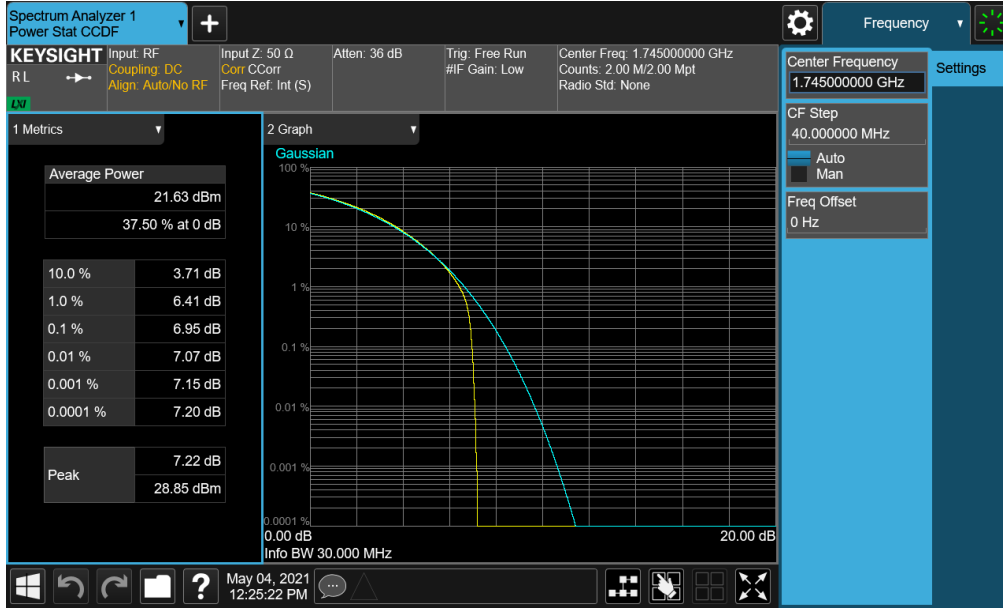 Spectrum Analyzer 1
Power Stat CCDF
Frequency
KEYSIGHT
R L
LXI
Input: RF
Coupling: DC
Align: Auto/No RF
Input Z: 50 Ω
Corr CCorr
Freq Ref: Int (S)
Atten: 36 dB
Trig: Free Run
#IF Gain: Low
Center Freq: 1.745000000 GHz
Counts: 2.00 M/2.00 Mpt
Radio Std: None
Center Frequency
1.745000000 GHz
Settings
CF Step
40.000000 MHz
Auto
Man
Freq Offset
0 Hz
1 Metrics
Average Power
21.63 dBm
37.50 % at 0 dB
10.0 % 3.71 dB
1.0 % 6.41 dB
0.1 % 6.95 dB
0.01 % 7.07 dB
0.001 % 7.15 dB
0.0001 % 7.20 dB
Peak
7.22 dB
28.85 dBm
2 Graph
Gaussian
100 %
10 %
1 %
0.1 %
0.01 %
0.001 %
0.0001 %
0.00 dB 20.00 dB
Info BW 30.000 MHz
?
May 04, 2021
12:25:22 PM